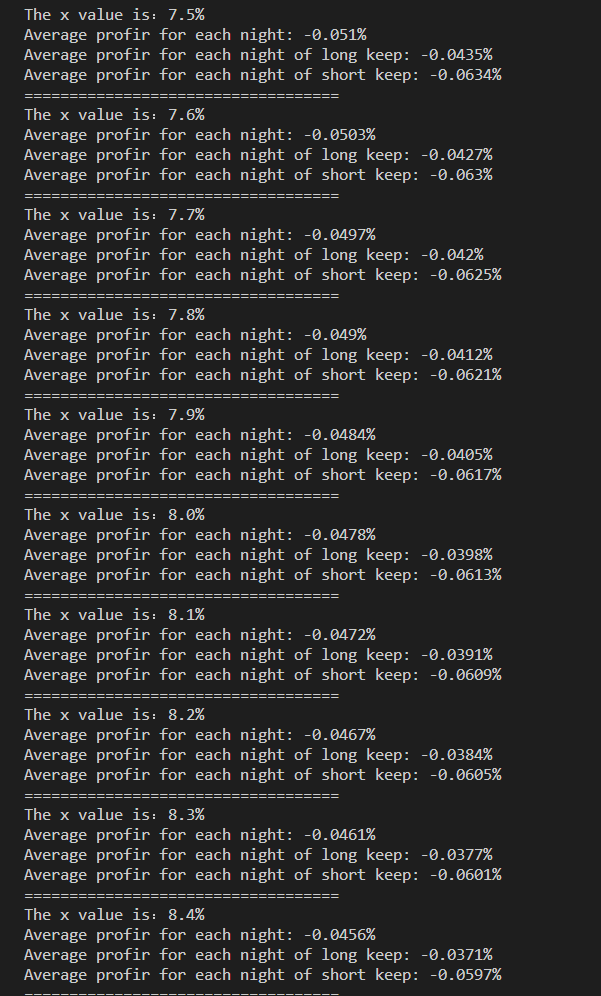 The x value is：7.5%
Average profir for each night: -0.051%
Average profir for each night of long keep: -0.0435%
Average profir for each night of short keep: -0.0634%
===================================
The x value is：7.6%
Average profir for each night: -0.0503%
Average profir for each night of long keep: -0.0427%
Average profir for each night of short keep: -0.063%
===================================
The x value is：7.7%
Average profir for each night: -0.0497%
Average profir for each night of long keep: -0.042%
Average profir for each night of short keep: -0.0625%
===================================
The x value is：7.8%
Average profir for each night: -0.049%
Average profir for each night of long keep: -0.0412%
Average profir for each night of short keep: -0.0621%
===================================
The x value is：7.9%
Average profir for each night: -0.0484%
Average profir for each night of long keep: -0.0405%
Average profir for each night of short keep: -0.0617%
===================================
The x value is：8.0%
Average profir for each night: -0.0478%
Average profir for each night of long keep: -0.0398%
Average profir for each night of short keep: -0.0613%
===================================
The x value is：8.1%
Average profir for each night: -0.0472%
Average profir for each night of long keep: -0.0391%
Average profir for each night of short keep: -0.0609%
===================================
The x value is：8.2%
Average profir for each night: -0.0467%
Average profir for each night of long keep: -0.0384%
Average profir for each night of short keep: -0.0605%
===================================
The x value is：8.3%
Average profir for each night: -0.0461%
Average profir for each night of long keep: -0.0377%
Average profir for each night of short keep: -0.0601%
===================================
The x value is：8.4%
Average profir for each night: -0.0456%
Average profir for each night of long keep: -0.0371%
Average profir for each night of short keep: -0.0597%
===================================